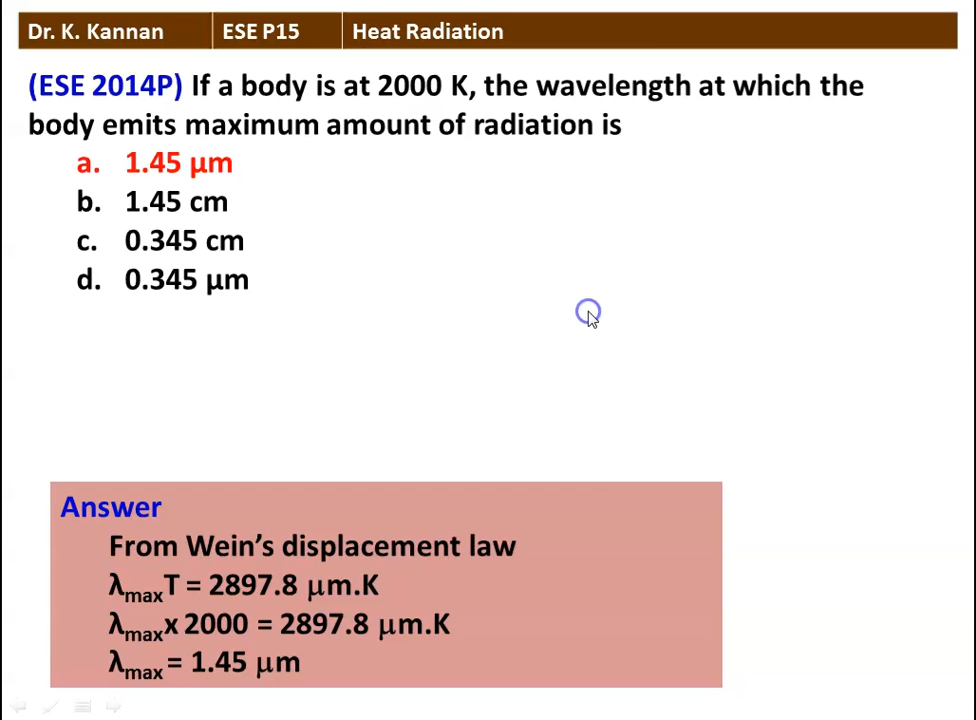 Dr. K. Kannan ESE P15 Heat Radiation
(ESE 2014P) If a body is at 2000 K, the wavelength at which the
body emits maximum amount of radiation is
a. 1.45 µm
b. 1.45 cm
c. 0.345 cm
d. 0.345 µm
Answer
From Wein's displacement law
λmaxT = 2897.8 µm.K
λmax x 2000 = 2897.8 µm.K
λmax = 1.45 µm